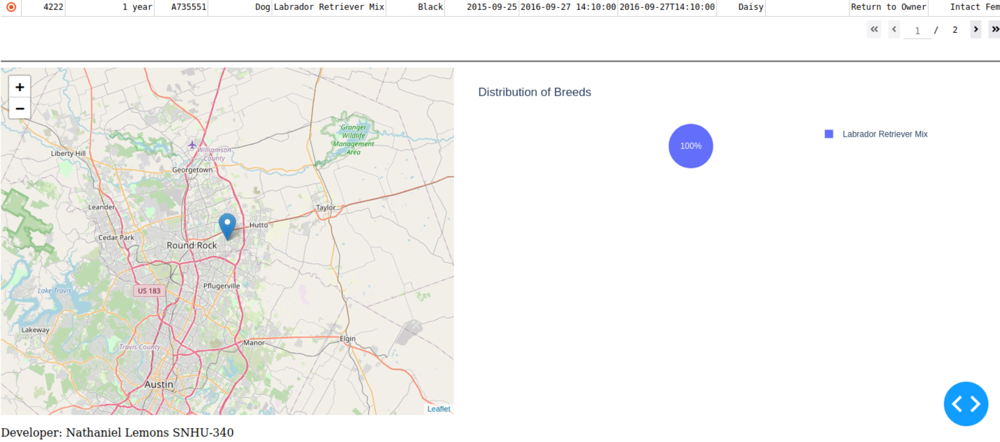 4222 1 year A735551 Dog Labrador Retriever Mix Black 2015-09-25 2016-09-27 14:10:00 2016-09-27T14:10:00 Daisy Return to Owner Intact Fem
« ‹ 1 / 2 › »
+
−
Distribution of Breeds
100%
Labrador Retriever Mix
Granger
Wildlife
Management
Area
Liberty Hill
Williamson
County
Georgetown
Leander
Taylor
Hutto
Cedar Park
Round Rock
Pflugerville
Lake Travis
US 183
Lakeway
Elgin
Manor
Travis County
Austin
Leaflet
Developer: Nathaniel Lemons SNHU-340